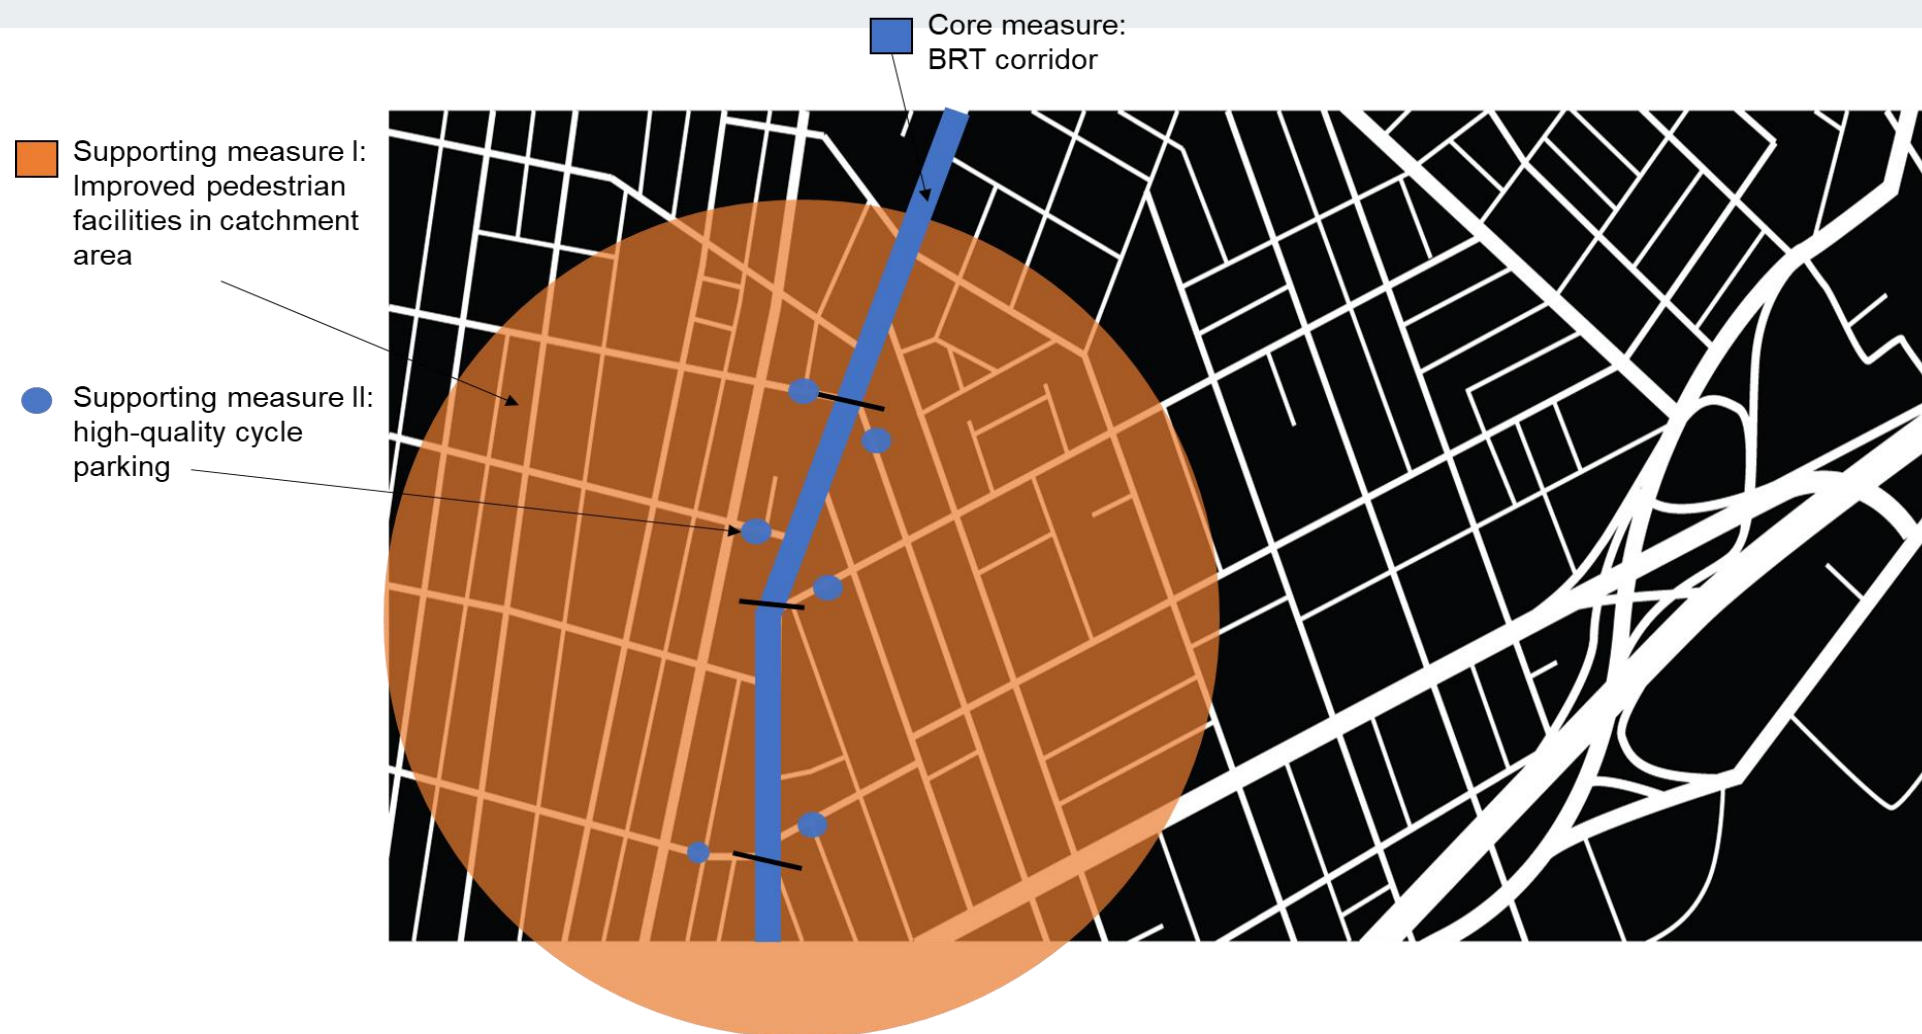 Core measure:
BRT corridor
Supporting measure I:
Improved pedestrian
facilities in catchment
area
Supporting measure II:
high-quality cycle
parking